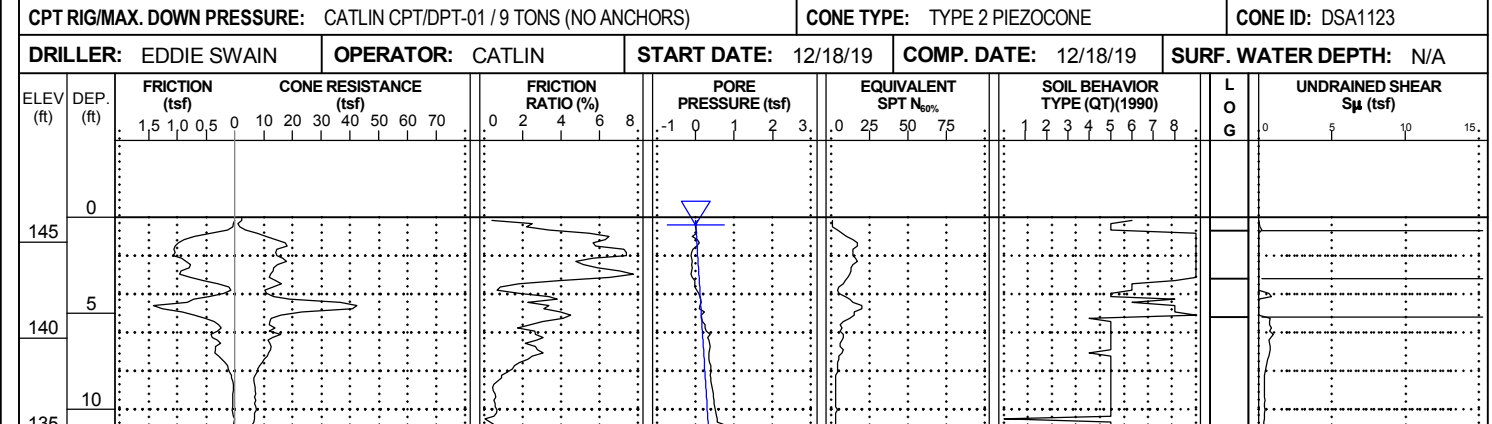 CPT RIG/MAX. DOWN PRESSURE: CATLIN CPT/DPT-01 / 9 TONS (NO ANCHORS) CONE TYPE: TYPE 2 PIEZOCONE CONE ID: DSA1123
DRILLER: EDDIE SWAIN OPERATOR: CATLIN START DATE: 12/18/19 COMP. DATE: 12/18/19 SURF. WATER DEPTH: N/A
ELEV (ft)
DEP. (ft)
FRICTION (tsf)
1.5 1.0 0.5 0
CONE RESISTANCE (tsf)
10 20 30 40 50 60 70
FRICTION RATIO (%)
0 2 4 6 8
PORE PRESSURE (tsf)
-1 0 1 2 3
EQUIVALENT SPT N60%
0 25 50 75
SOIL BEHAVIOR TYPE (QT)(1990)
1 2 3 4 5 6 7 8
LOG
UNDRAINED SHEAR Sμ (tsf)
0 5 10 15
0
145
5
140
10
135